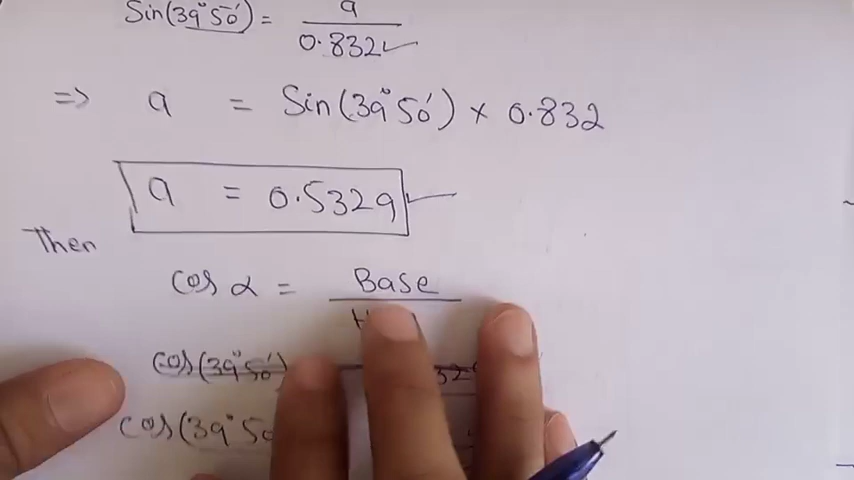 Sin(39°50') = a / 0.832
=> a = Sin(39°50') × 0.832
a = 0.5329
Then
cos α = Base
cos(39°50')
cos(39°50